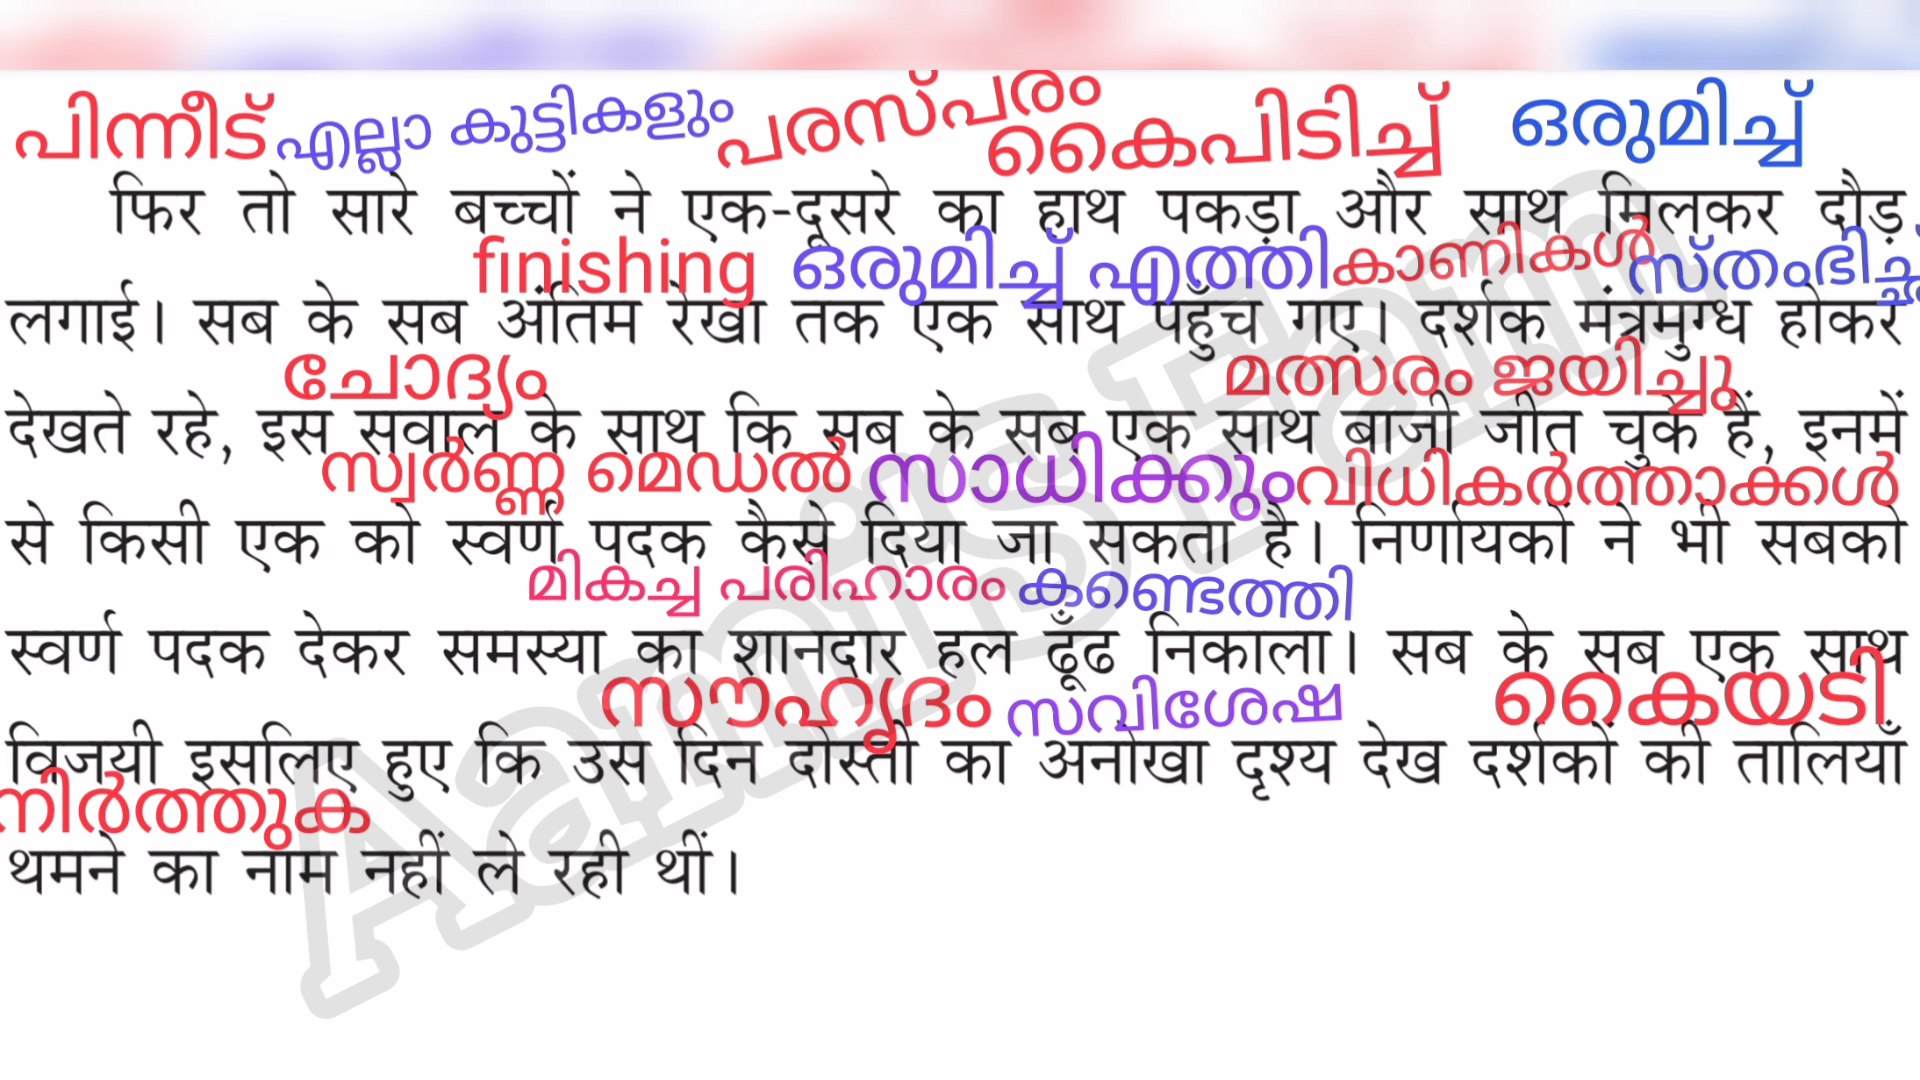 പിന്നീട് എല്ലാ കുട്ടികളും പരസ്പരം കൈപിടിച്ച് ഒരുമിച്ച്
फिर तो सारे बच्चों ने एक-दूसरे का हाथ पकड़ा और साथ मिलकर दौड़
finishing ഒരുമിച്ച് എത്തി കാണികൾ
लगाई। सब के सब अंतिम रेखा तक एक साथ पहुँच गए। दर्शक मंत्रमुग्ध होकर
ചോദ്യം മത്സരം ജയിച്ചു
देखते रहे, इस सवाल के साथ कि सब के सब एक साथ बाजी जीत चुके हैं, इनमें
സ്വർണ്ണ മെഡൽ സാധിക്കും വിധികർത്താക്കൾ
से किसी एक को स्वर्ण पदक कैसे दिया जा सकता है। निर्णायकों ने भी सबको
മികച്ച പരിഹാരം കണ്ടെത്തി
स्वर्ण पदक देकर समस्या का शानदार हल ढूँढ निकाला। सब के सब एक साथ
സൗഹൃദം സവിശേഷ കൈയടി
विजयी इसलिए हुए कि उस दिन दोस्ती का अनोखा दृश्य देख दर्शकों की तालियाँ
നിർത്തുക
थमने का नाम नहीं ले रही थीं।